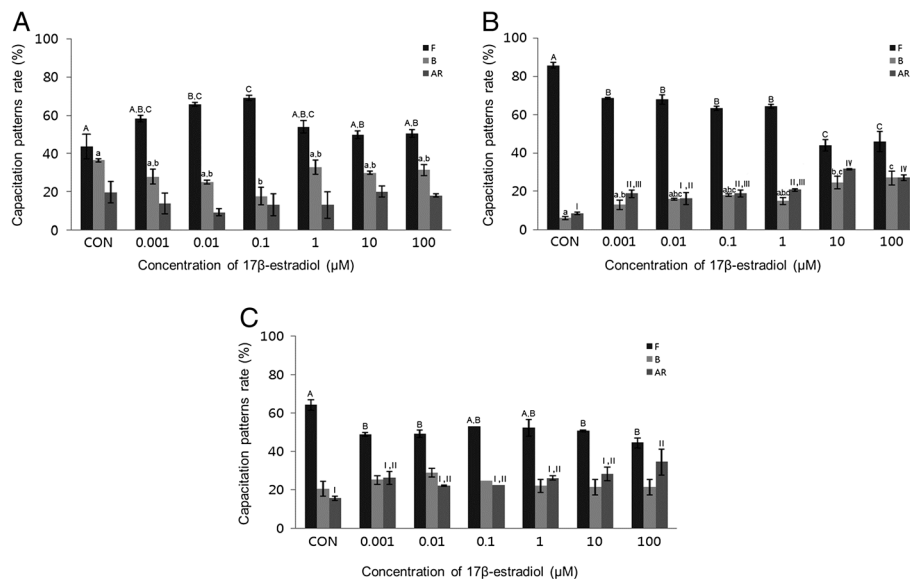 A
Capacitation patterns rate (%)
100
80
60
40
20
0
F
B
AR
A
a
A,B,C
a,b
B,C
a,b
C
b
A,B,C
a,b
A,B
a,b
A,B
a,b
CON 0.001 0.01 0.1 1 10 100
Concentration of 17β-estradiol (µM)
B
Capacitation patterns rate (%)
100
80
60
40
20
0
F
B
AR
A
a
I
B
a,b
II,III
B
abc
I,II
B
abc
II,III
B
abc
II,III
C
b,c
IV
C
c
IV
CON 0.001 0.01 0.1 1 10 100
Concentration of 17β-estradiol (µM)
C
Capacitation patterns rate (%)
100
80
60
40
20
0
F
B
AR
A
I
B
I,II
B
I,II
A,B
I,II
A,B
I,II
B
I,II
B
II
CON 0.001 0.01 0.1 1 10 100
Concentration of 17β-estradiol (µM)